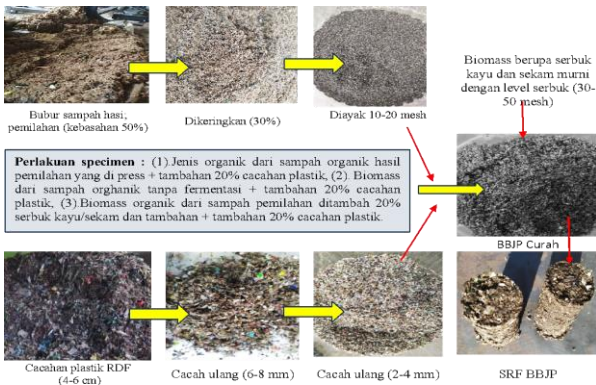 Bubur sampah hasi,
pemilahan (kebasahan 50%)
Dikeringkan (30%)
Diayak 10-20 mesh
Biomass berupa serbuk
kayu dan sekam murni
dengan level serbuk (30-
50 mesh)
Perlakuan specimen : (1).Jenis organik dari sampah organik hasil
pemilahan yang di press + tambahan 20% cacahan plastik, (2). Biomass
dari sampah orghanik tanpa fermentasi + tambahan 20% cacahan
plastik, (3).Biomass organik dari sampah pemilahan ditambah 20%
serbuk kayu/sekam dan tambahan + tambahan 20% cacahan plastik.
BBJP Curah
Cacahan plastik RDF
(4-6 cm)
Cacah ulang (6-8 mm)
Cacah ulang (2-4 mm)
SRF BBJP